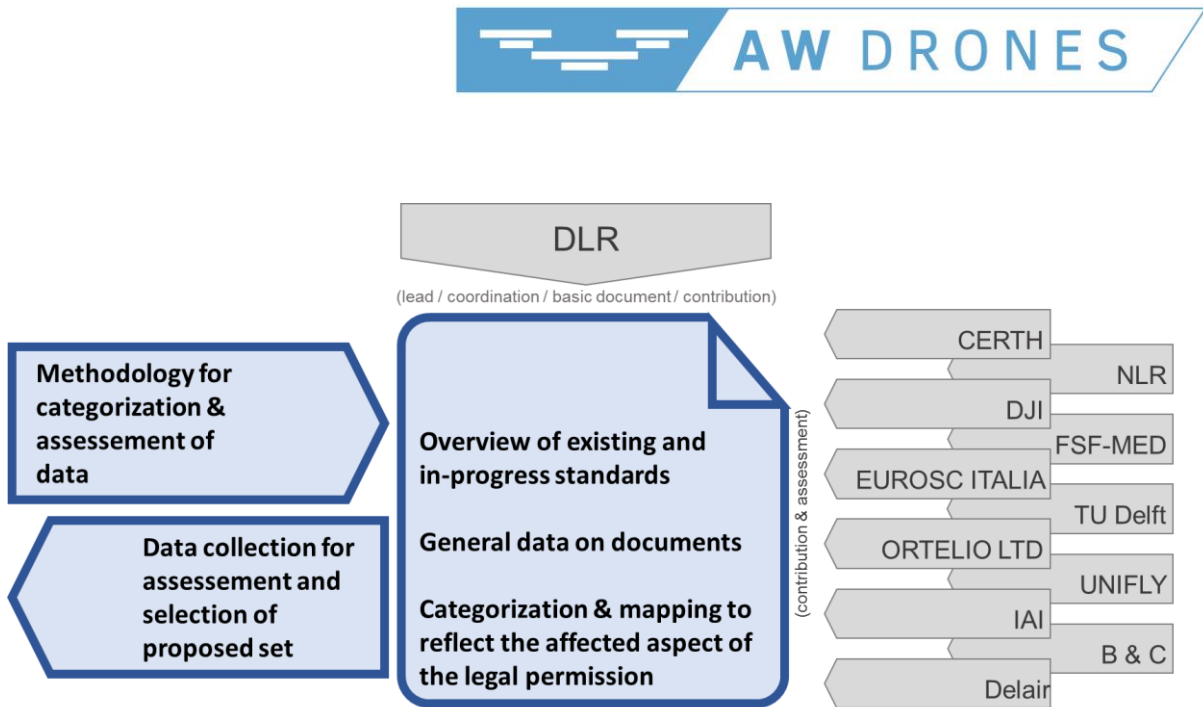 AW DRONES
DLR
(lead / coordination / basic document / contribution)
Methodology for
categorization &
assessement of
data
Data collection for
assessement and
selection of
proposed set
Overview of existing and
in-progress standards
General data on documents
Categorization & mapping to
reflect the affected aspect of
the legal permission
(contribution & assessment)
CERTH
NLR
DJI
FSF-MED
EUROSC ITALIA
TU Delft
ORTELIO LTD
UNIFLY
IAI
B & C
Delair